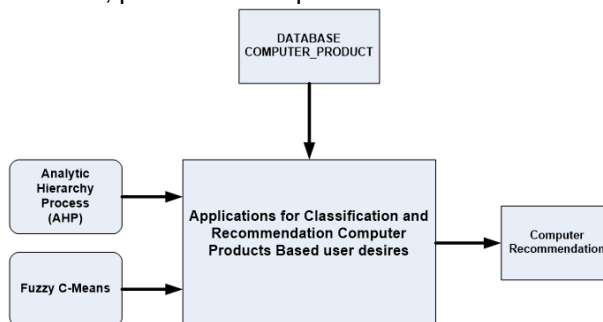 DATABASE
COMPUTER_PRODUCT
Analytic
Hierarchy
Process
(AHP)
Applications for Classification and
Recommendation Computer
Products Based user desires
Computer
Recommendation
Fuzzy C-Means